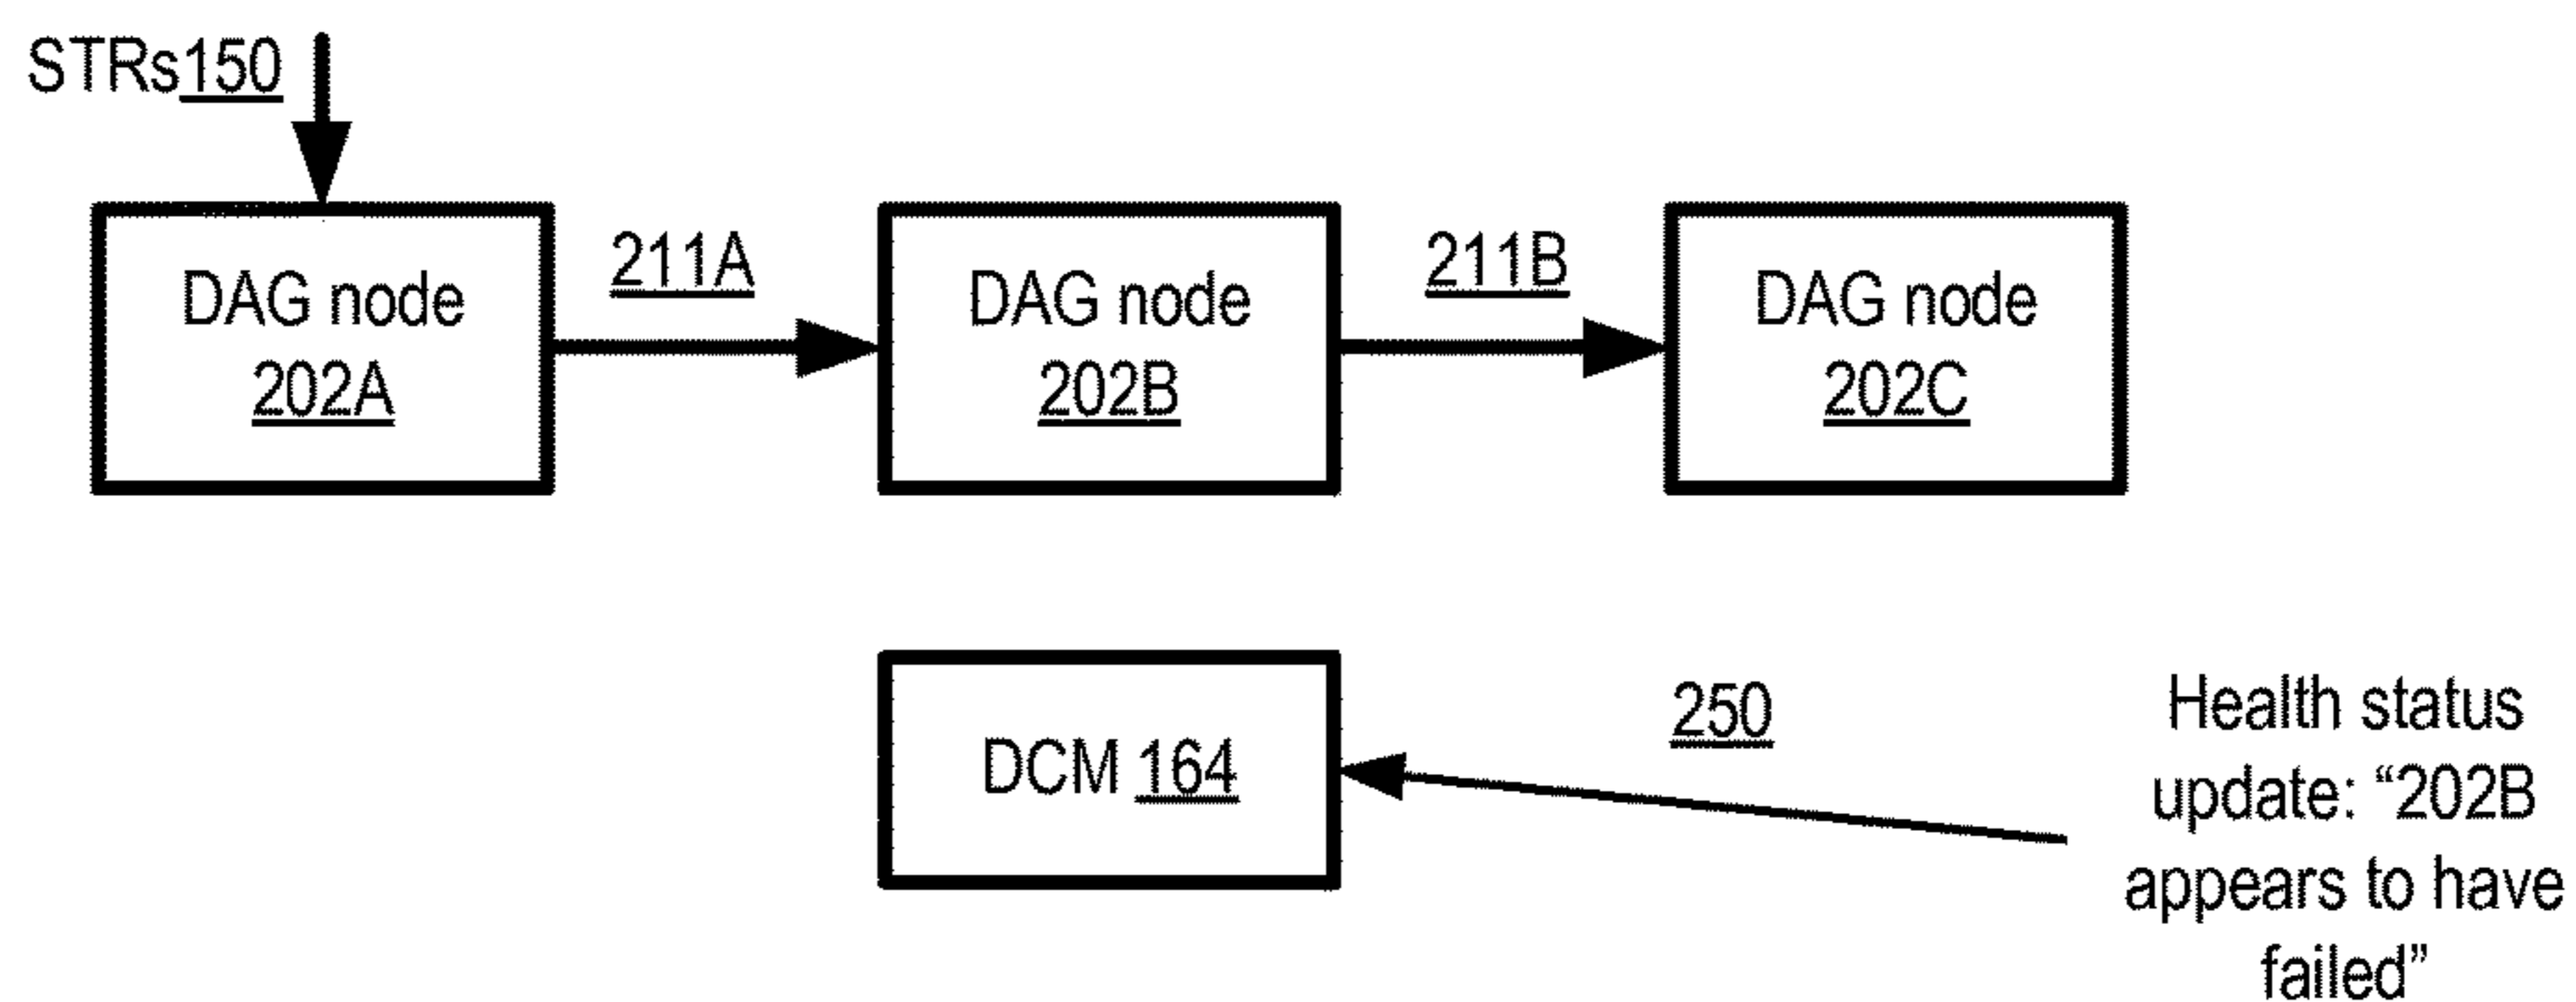 STRs150
DAG node
202A
211A
DAG node
202B
211B
DAG node
202C
DCM 164
250
Health status
update: “202B
appears to have
failed”